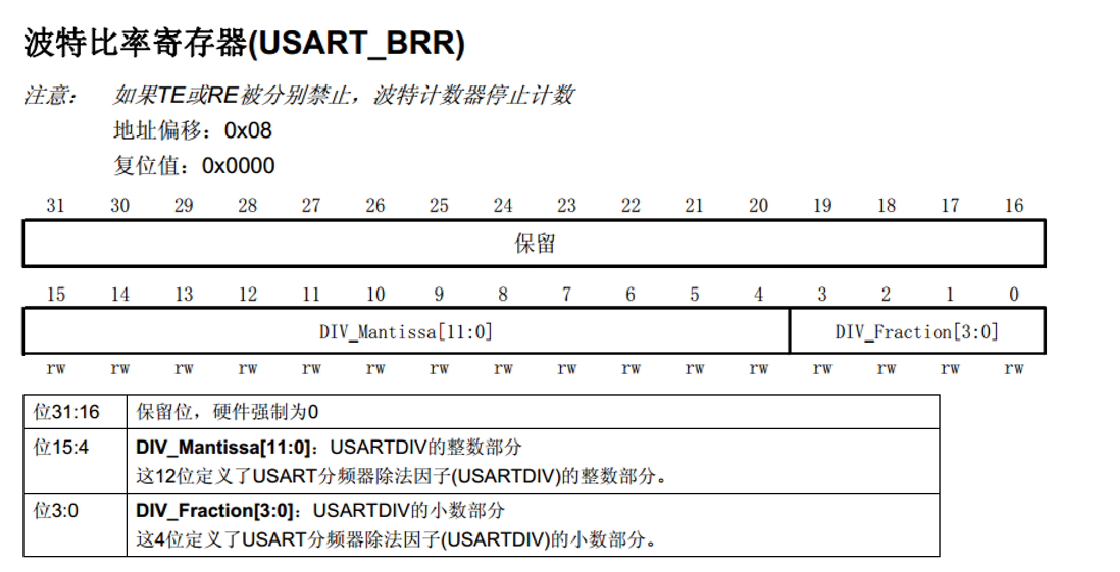 波特比率寄存器(USART_BRR)
注意： 如果TE或RE被分别禁止，波特计数器停止计数
地址偏移：0x08
复位值：0x0000
31 30 29 28 27 26 25 24 23 22 21 20 19 18 17 16
保留
15 14 13 12 11 10 9 8 7 6 5 4 3 2 1 0
DIV_Mantissa[11:0] DIV_Fraction[3:0]
rw rw rw rw rw rw rw rw rw rw rw rw rw rw rw rw
位31:16 保留位，硬件强制为0
位15:4 DIV_Mantissa[11:0]：USARTDIV的整数部分
这12位定义了USART分频器除法因子(USARTDIV)的整数部分。
位3:0 DIV_Fraction[3:0]：USARTDIV的小数部分
这4位定义了USART分频器除法因子(USARTDIV)的小数部分。